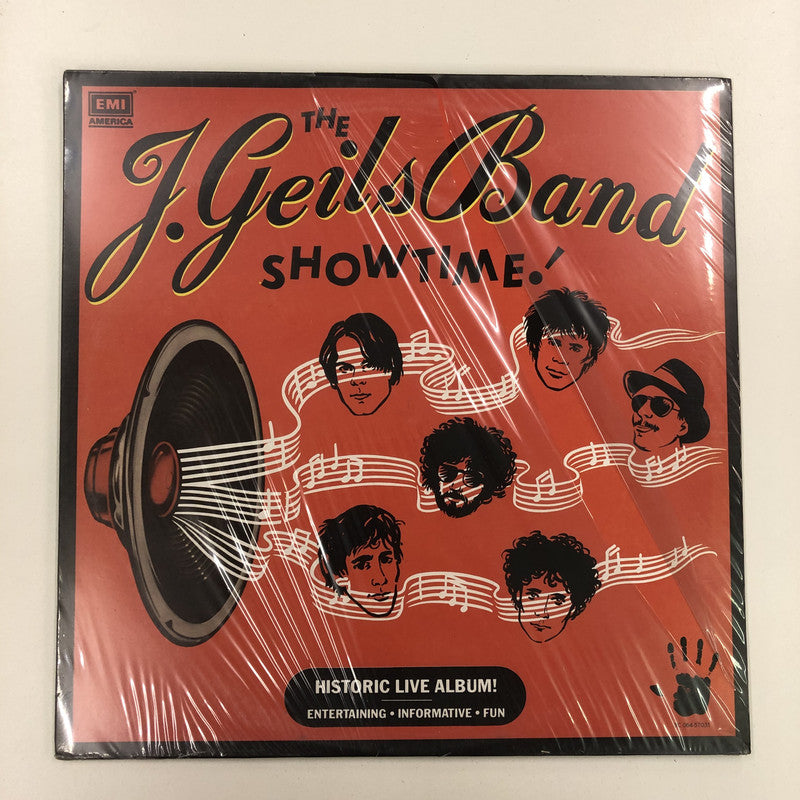 EMI
AMERICA
THE
J. Geils Band
SHOWTIME!
HISTORIC LIVE ALBUM!
ENTERTAINING • INFORMATIVE • FUN